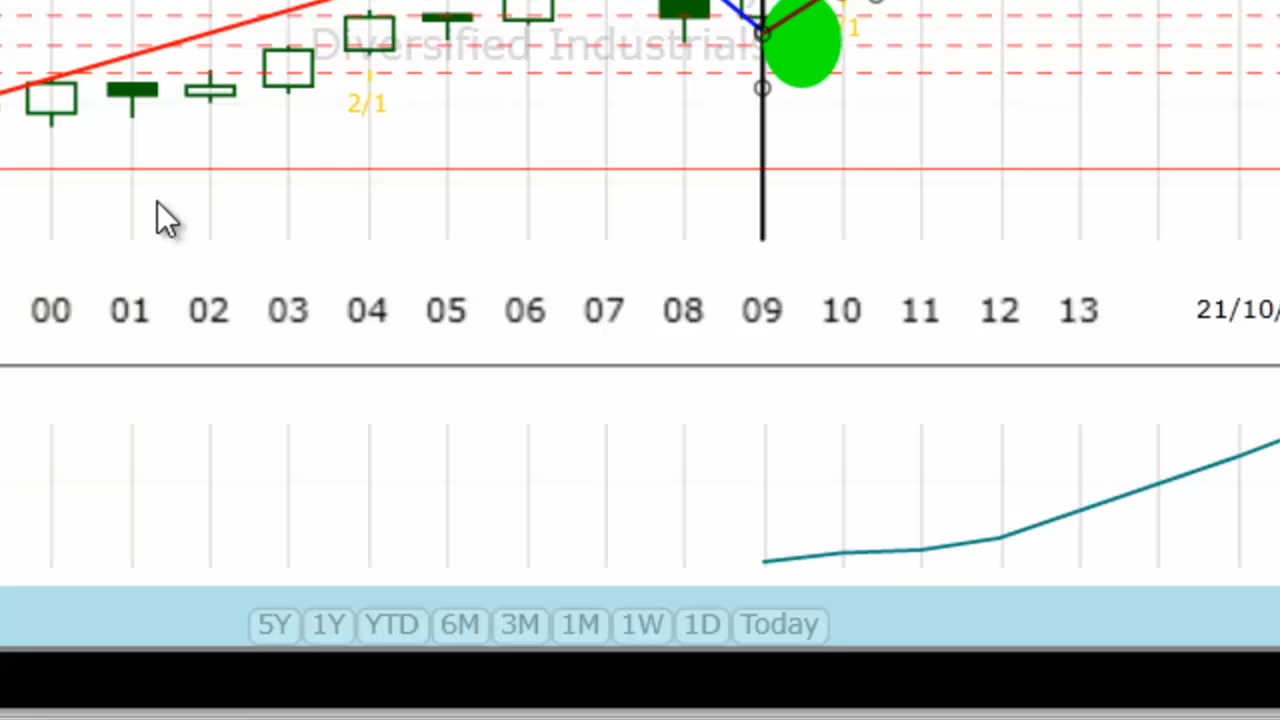 Diversified Industrials
1
2/1
00 01 02 03 04 05 06 07 08 09 10 11 12 13 21/10/
5Y 1Y YTD 6M 3M 1M 1W 1D Today